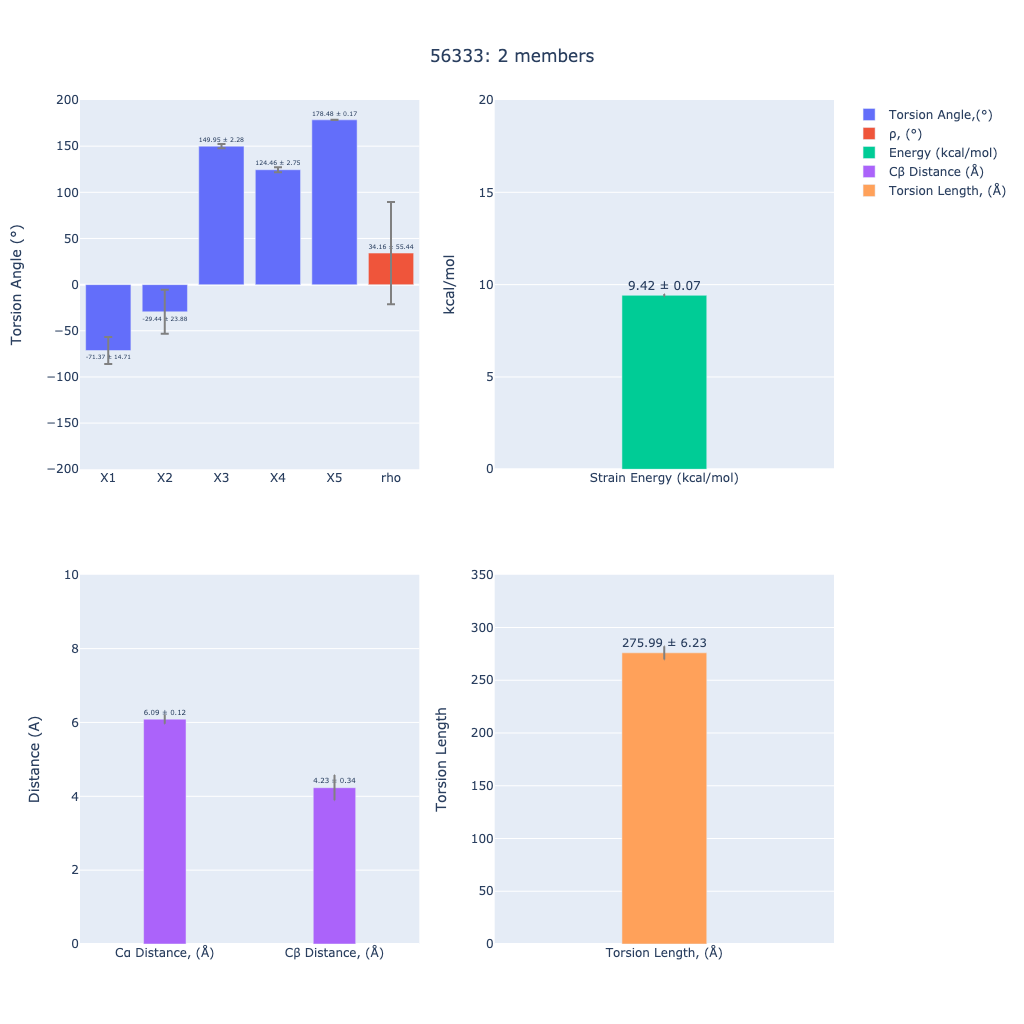 56333: 2 members
Torsion Angle (°)
200
150
100
50
0
−50
−100
−150
−200
178.48 ± 0.17
149.95 ± 2.28
124.46 ± 2.75
34.16 ± 55.44
-29.44 ± 23.88
-71.37 ± 14.71
X1 X2 X3 X4 X5 rho
kcal/mol
20
15
10
5
0
9.42 ± 0.07
Strain Energy (kcal/mol)
Torsion Angle,(°)
ρ, (°)
Energy (kcal/mol)
Cβ Distance (Å)
Torsion Length, (Å)
Distance (A)
10
8
6
4
2
0
6.09 ± 0.12
4.23 ± 0.34
Cα Distance, (Å) Cβ Distance, (Å)
Torsion Length
350
300
250
200
150
100
50
0
275.99 ± 6.23
Torsion Length, (Å)